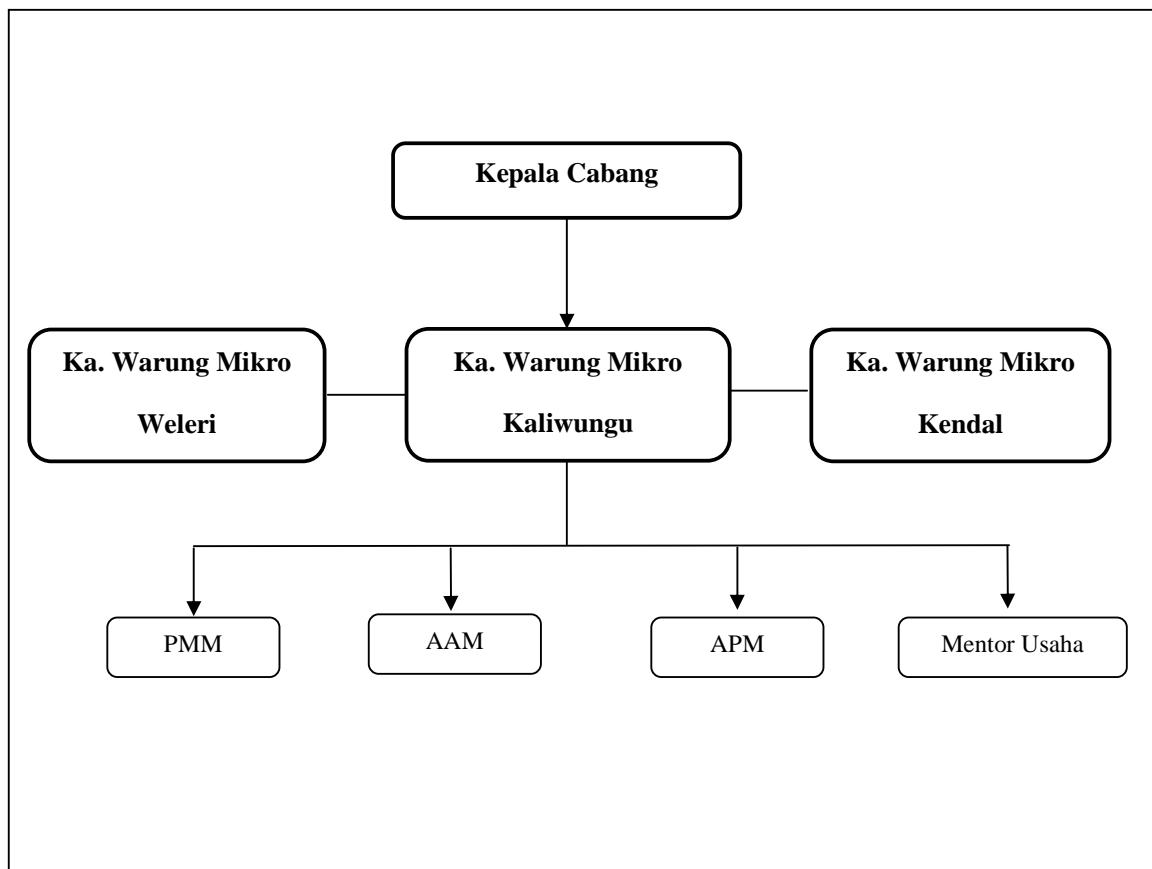 Kepala Cabang
Ka. Warung Mikro
Weleri
Ka. Warung Mikro
Kaliwungu
Ka. Warung Mikro
Kendal
PMM
AAM
APM
Mentor Usaha